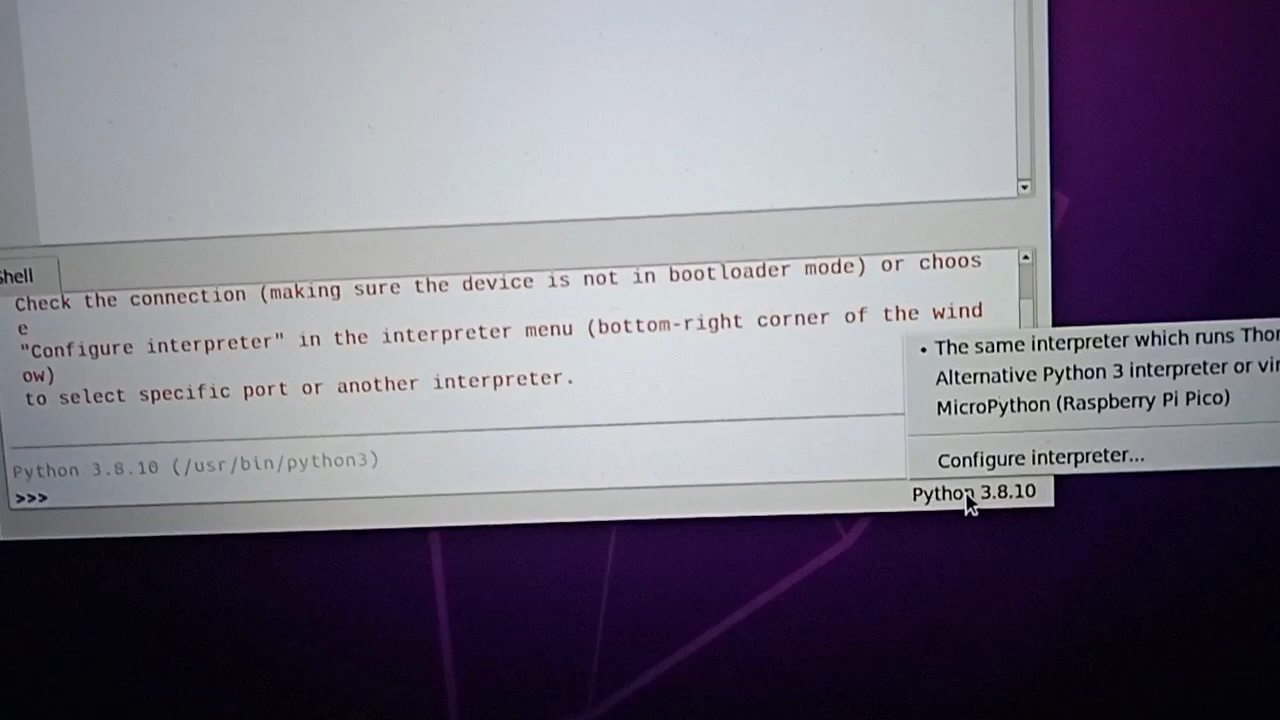 Shell
Check the connection (making sure the device is not in bootloader mode) or choos
e
"Configure interpreter" in the interpreter menu (bottom-right corner of the wind
ow)
to select specific port or another interpreter.
Python 3.8.10 (/usr/bin/python3)
>>>
• The same interpreter which runs Thon
Alternative Python 3 interpreter or vir
MicroPython (Raspberry Pi Pico)
Configure interpreter...
Python 3.8.10